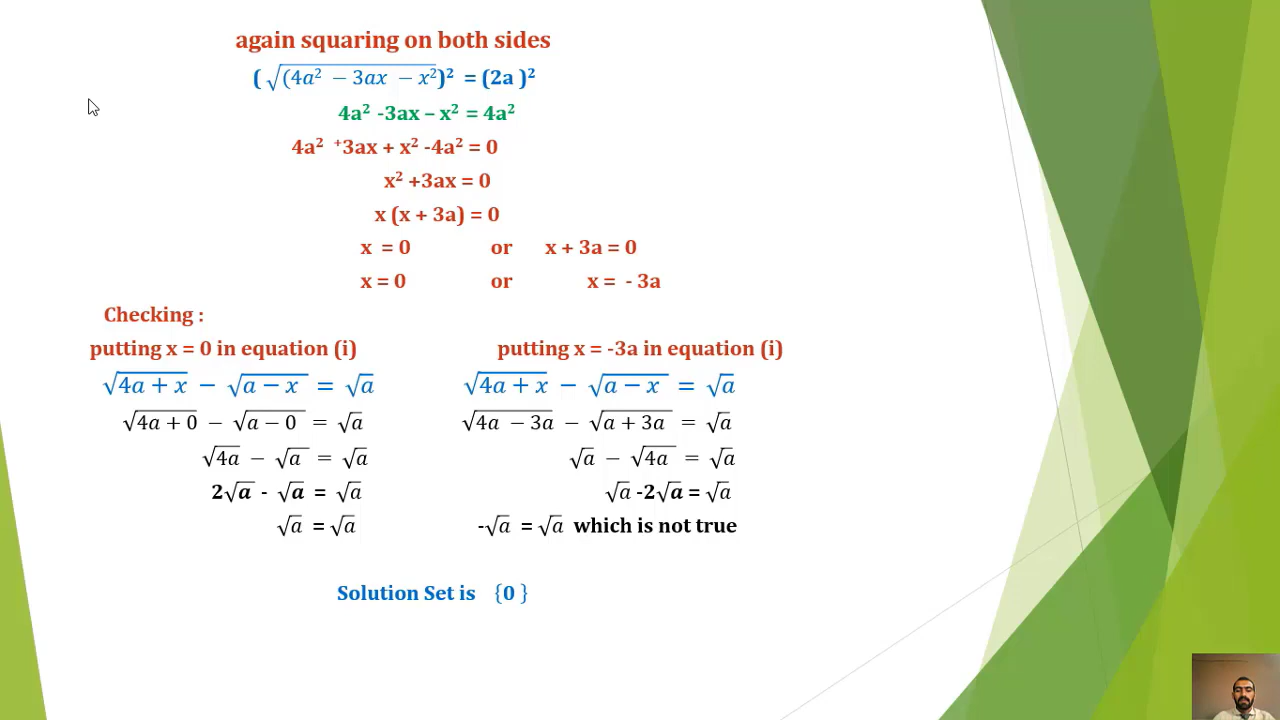 again squaring on both sides
( √(4a² − 3ax − x²)² = (2a )²
4a² -3ax – x² = 4a²
4a² ⁺3ax + x² -4a² = 0
x² +3ax = 0
x (x + 3a) = 0
x = 0 or x + 3a = 0
x = 0 or x = - 3a
Checking :
putting x = 0 in equation (i) putting x = -3a in equation (i)
√4a + x − √a − x = √a √4a + x − √a − x = √a
√4a + 0 − √a − 0 = √a √4a − 3a − √a + 3a = √a
√4a − √a = √a √a − √4a = √a
2√a - √a = √a √a -2√a = √a
√a = √a -√a = √a which is not true
Solution Set is {0 }